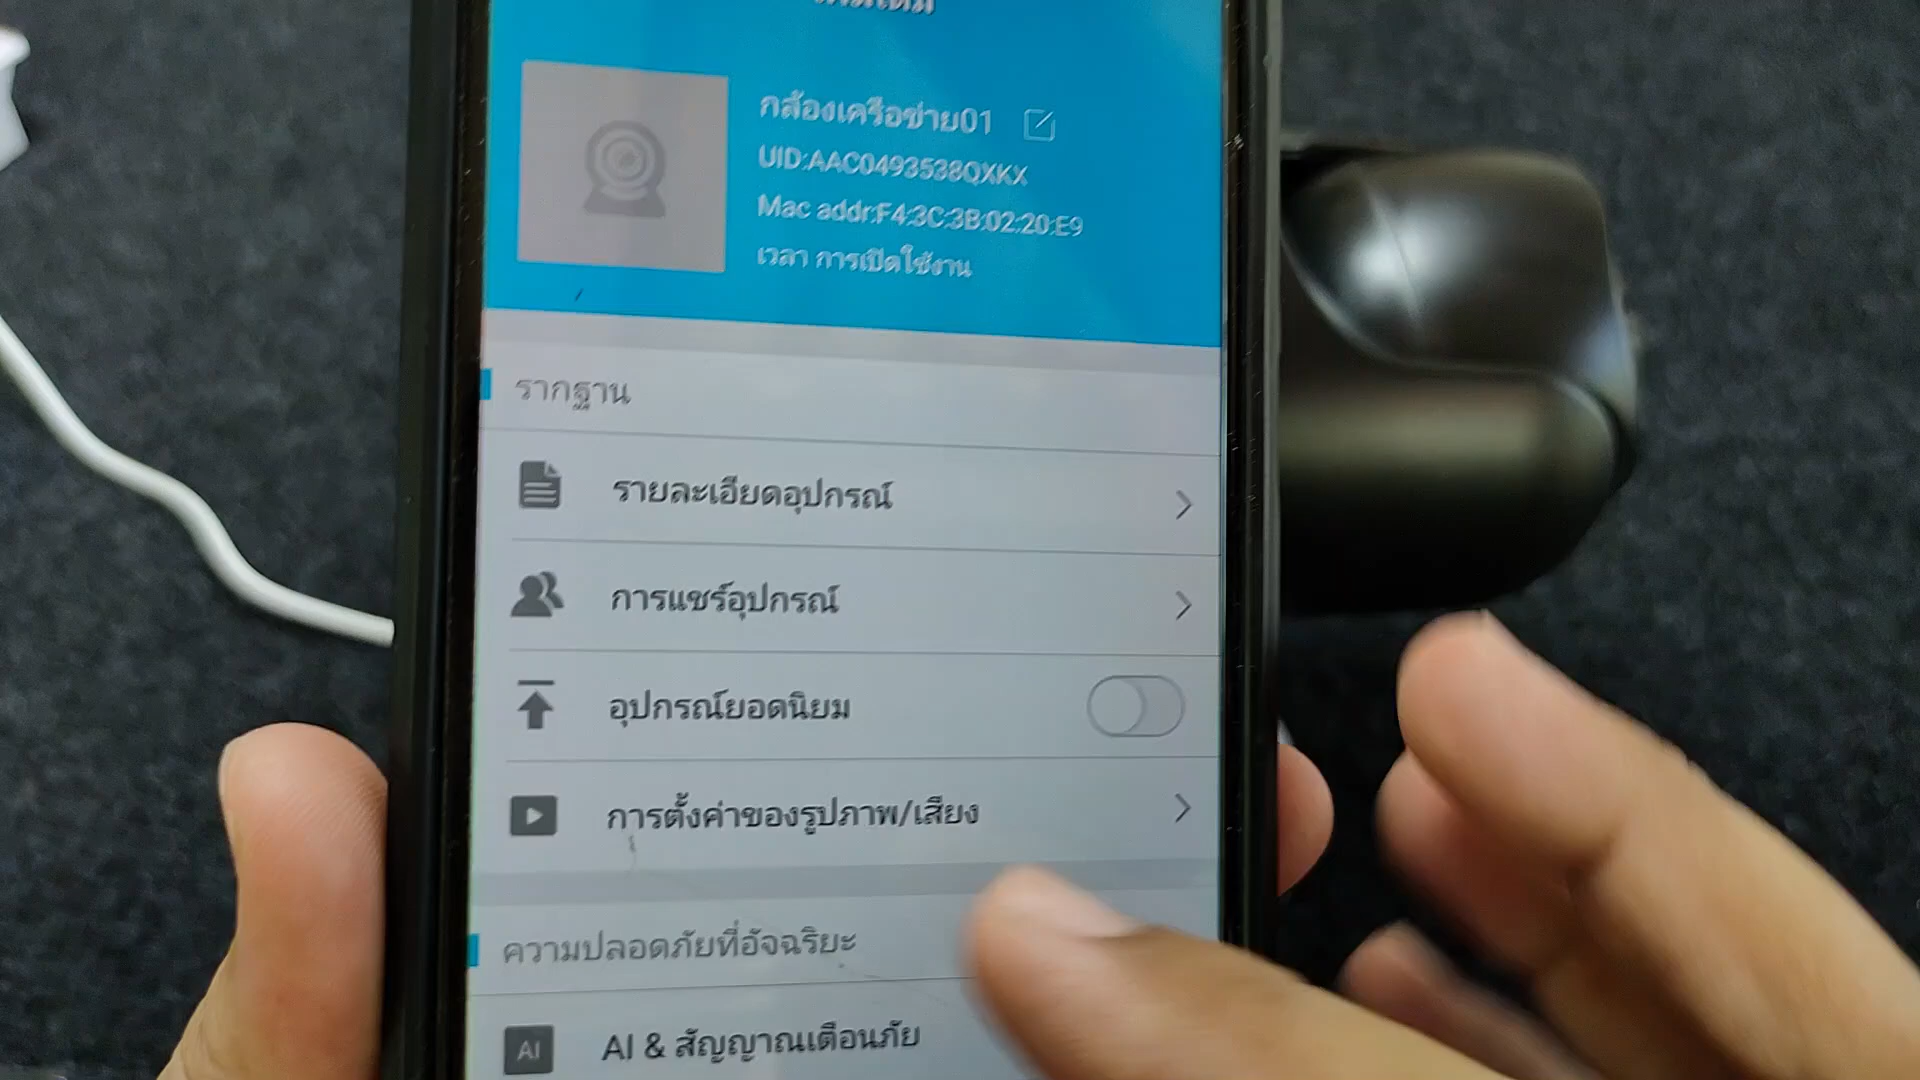 กล้องเครือข่าย01
UID:AAC0493538QXKX
Mac addr:F4:3C:3B:02:20:E9
เวลา การเปิดใช้งาน
รากฐาน
รายละเอียดอุปกรณ์
การแชร์อุปกรณ์
อุปกรณ์ยอดนิยม
การตั้งค่าของรูปภาพ/เสียง
ความปลอดภัยที่อัจฉริยะ
AI
AI & สัญญาณเตือนภัย